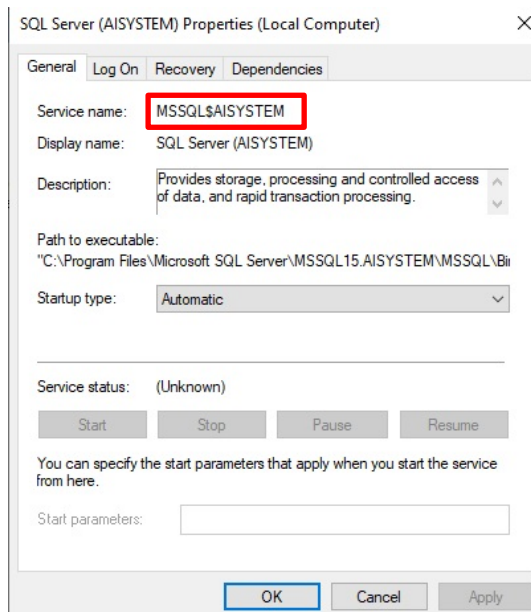 SQL Server (AISYSTEM) Properties (Local Computer)
General Log On Recovery Dependencies
Service name: MSSQL$AISYSTEM
Display name: SQL Server (AISYSTEM)
Description: Provides storage, processing and controlled access
of data, and rapid transaction processing.
Path to executable:
"C:\Program Files\Microsoft SQL Server\MSSQL15.AISYSTEM\MSSQL\Bin
Startup type: Automatic
Service status: (Unknown)
Start Stop Pause Resume
You can specify the start parameters that apply when you start the service
from here.
Start parameters:
OK Cancel Apply